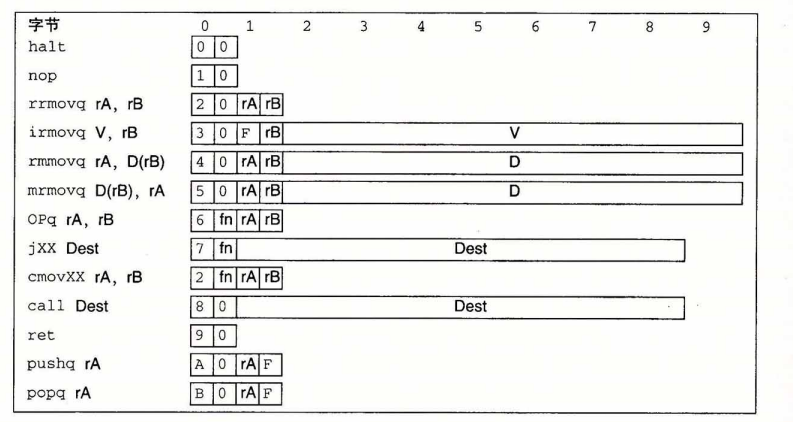 字节 0 1 2 3 4 5 6 7 8 9
halt 0 0
nop 1 0
rrmovq rA, rB 2 0 rA rB
irmovq V, rB 3 0 F rB V
rmmovq rA, D(rB) 4 0 rA rB D
mrmovq D(rB), rA 5 0 rA rB D
OPq rA, rB 6 fn rA rB
jXX Dest 7 fn Dest
cmovXX rA, rB 2 fn rA rB
call Dest 8 0 Dest
ret 9 0
pushq rA A 0 rA F
popq rA B 0 rA F